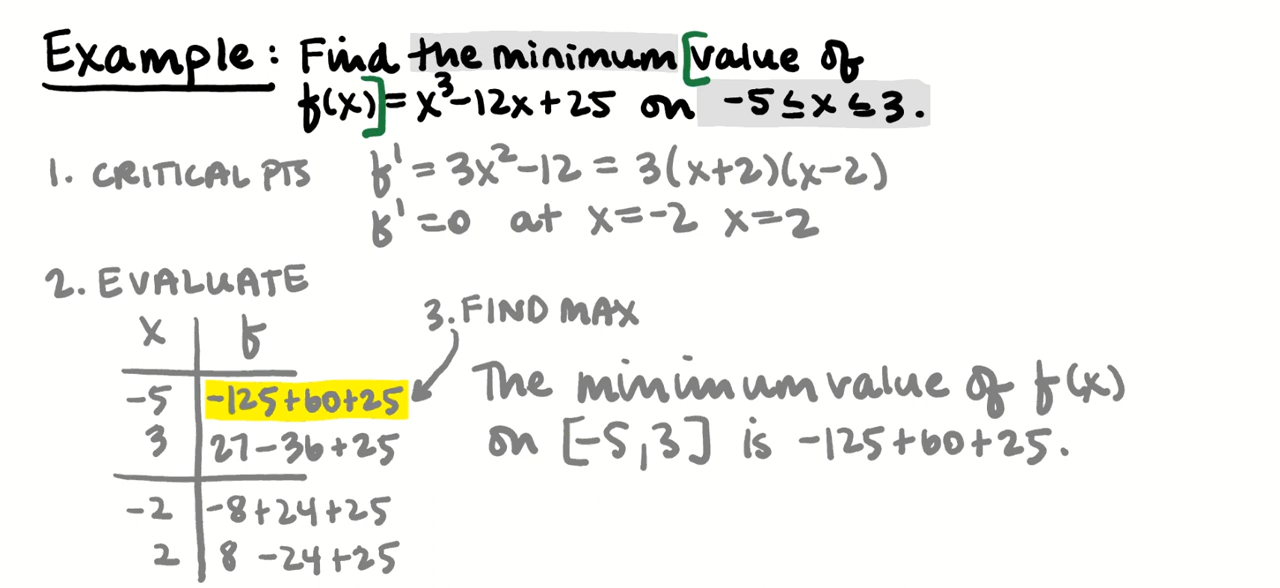 Example: Find the minimum [value of
f(x)] = x³-12x+25 on -5≤x≤3.
1. CRITICAL PTS f' = 3x²-12 = 3(x+2)(x-2)
f'=0 at x=-2 x=2
2. EVALUATE
3. FIND MAX
x f
-5 -125+60+25
3 27-36+25
-2 -8+24+25
2 8-24+25
The minimum value of f(x)
on [-5,3] is -125+60+25.